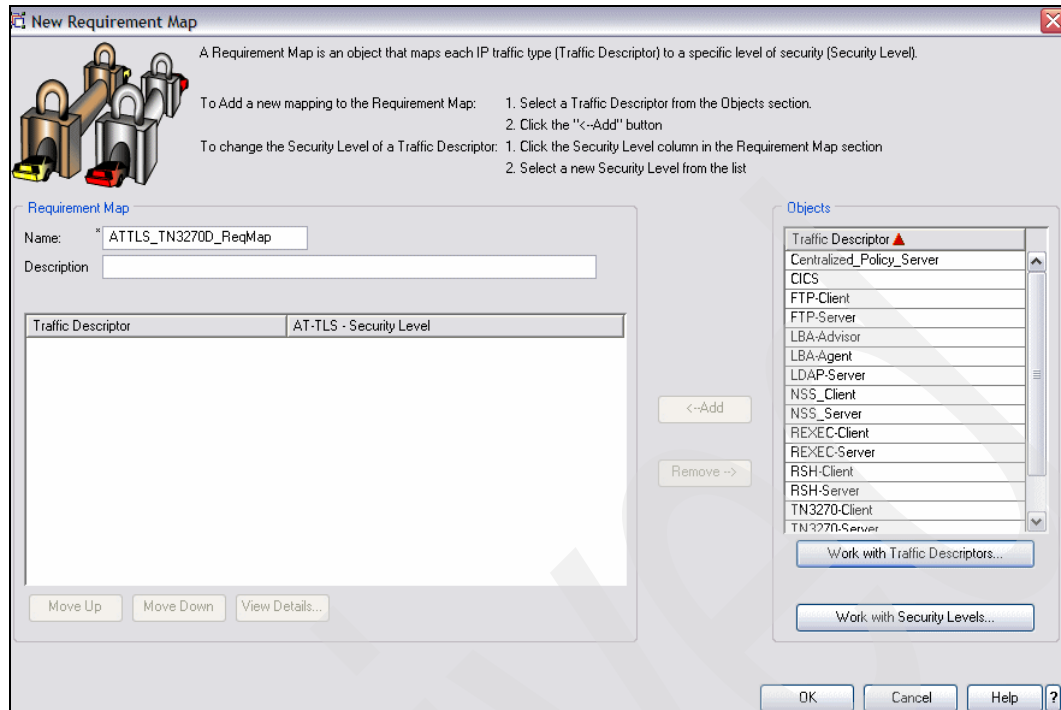 New Requirement Map
A Requirement Map is an object that maps each IP traffic type (Traffic Descriptor) to a specific level of security (Security Level).
To Add a new mapping to the Requirement Map: 1. Select a Traffic Descriptor from the Objects section.
2. Click the "<--Add" button
To change the Security Level of a Traffic Descriptor: 1. Click the Security Level column in the Requirement Map section
2. Select a new Security Level from the list
Requirement Map
Name: * ATTLS_TN3270D_ReqMap
Description
Traffic Descriptor AT-TLS - Security Level
Move Up Move Down View Details...
<--Add
Remove -->
Objects
Traffic Descriptor
Centralized_Policy_Server
CICS
FTP-Client
FTP-Server
LBA-Advisor
LBA-Agent
LDAP-Server
NSS_Client
NSS_Server
REXEC-Client
REXEC-Server
RSH-Client
RSH-Server
TN3270-Client
TN3270-Server
Work with Traffic Descriptors...
Work with Security Levels...
OK Cancel Help ?